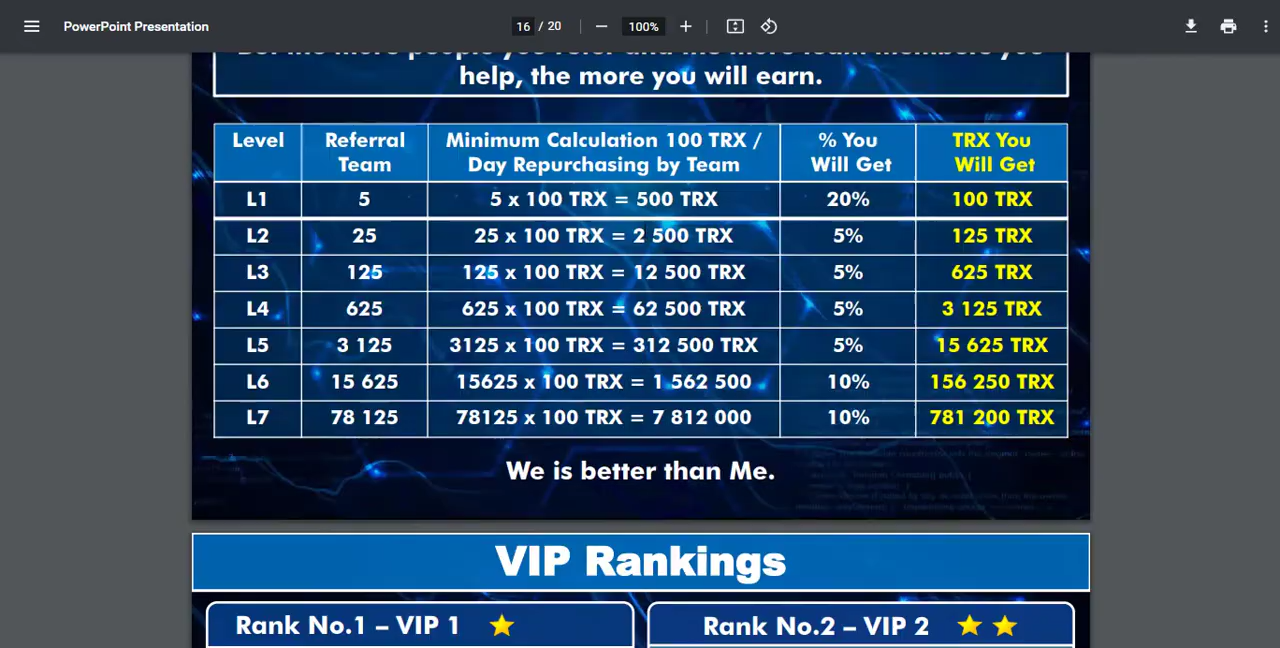 PowerPoint Presentation
16 / 20
100%
help, the more you will earn.
Level Referral Team Minimum Calculation 100 TRX / Day Repurchasing by Team % You Will Get TRX You Will Get
L1 5 5 x 100 TRX = 500 TRX 20% 100 TRX
L2 25 25 x 100 TRX = 2 500 TRX 5% 125 TRX
L3 125 125 x 100 TRX = 12 500 TRX 5% 625 TRX
L4 625 625 x 100 TRX = 62 500 TRX 5% 3 125 TRX
L5 3 125 3125 x 100 TRX = 312 500 TRX 5% 15 625 TRX
L6 15 625 15625 x 100 TRX = 1 562 500 10% 156 250 TRX
L7 78 125 78125 x 100 TRX = 7 812 000 10% 781 200 TRX
We is better than Me.
VIP Rankings
Rank No.1 – VIP 1
Rank No.2 – VIP 2